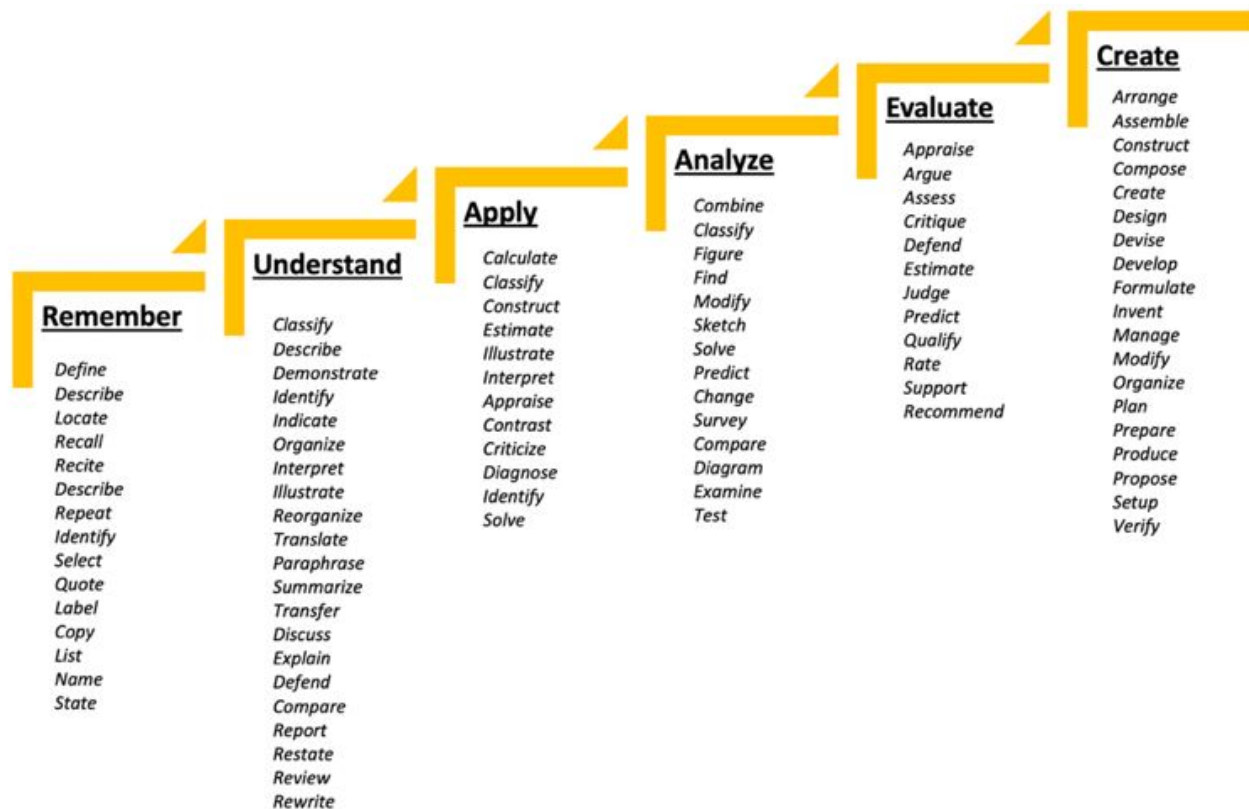 Remember
Define
Describe
Locate
Recall
Recite
Describe
Repeat
Identify
Select
Quote
Label
Copy
List
Name
State
Understand
Classify
Describe
Demonstrate
Identify
Indicate
Organize
Interpret
Illustrate
Reorganize
Translate
Paraphrase
Summarize
Transfer
Discuss
Explain
Defend
Compare
Report
Restate
Review
Rewrite
Apply
Calculate
Classify
Construct
Estimate
Illustrate
Interpret
Appraise
Contrast
Criticize
Diagnose
Identify
Solve
Analyze
Combine
Classify
Figure
Find
Modify
Sketch
Solve
Predict
Change
Survey
Compare
Diagram
Examine
Test
Evaluate
Appraise
Argue
Assess
Critique
Defend
Estimate
Judge
Predict
Qualify
Rate
Support
Recommend
Create
Arrange
Assemble
Construct
Compose
Create
Design
Devise
Develop
Formulate
Invent
Manage
Modify
Organize
Plan
Prepare
Produce
Propose
Setup
Verify